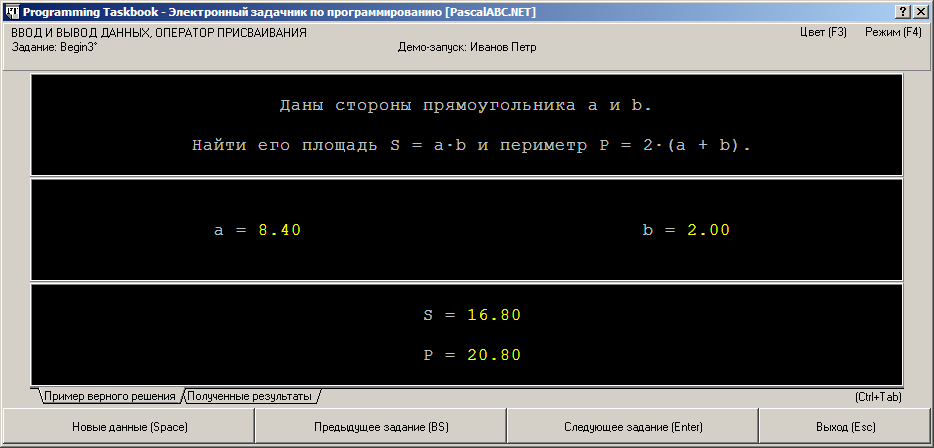 Programming Taskbook - Электронный задачник по программированию [PascalABC.NET]
ВВОД И ВЫВОД ДАННЫХ, ОПЕРАТОР ПРИСВАИВАНИЯ
Цвет (F3) Режим (F4)
Задание: Begin3°
Демо-запуск: Иванов Петр
Даны стороны прямоугольника a и b.
Найти его площадь S = a·b и периметр P = 2·(a + b).
a = 8.40 b = 2.00
S = 16.80
P = 20.80
Пример верного решения Полученные результаты (Ctrl+Tab)
Новые данные (Space) Предыдущее задание (BS) Следующее задание (Enter) Выход (Esc)